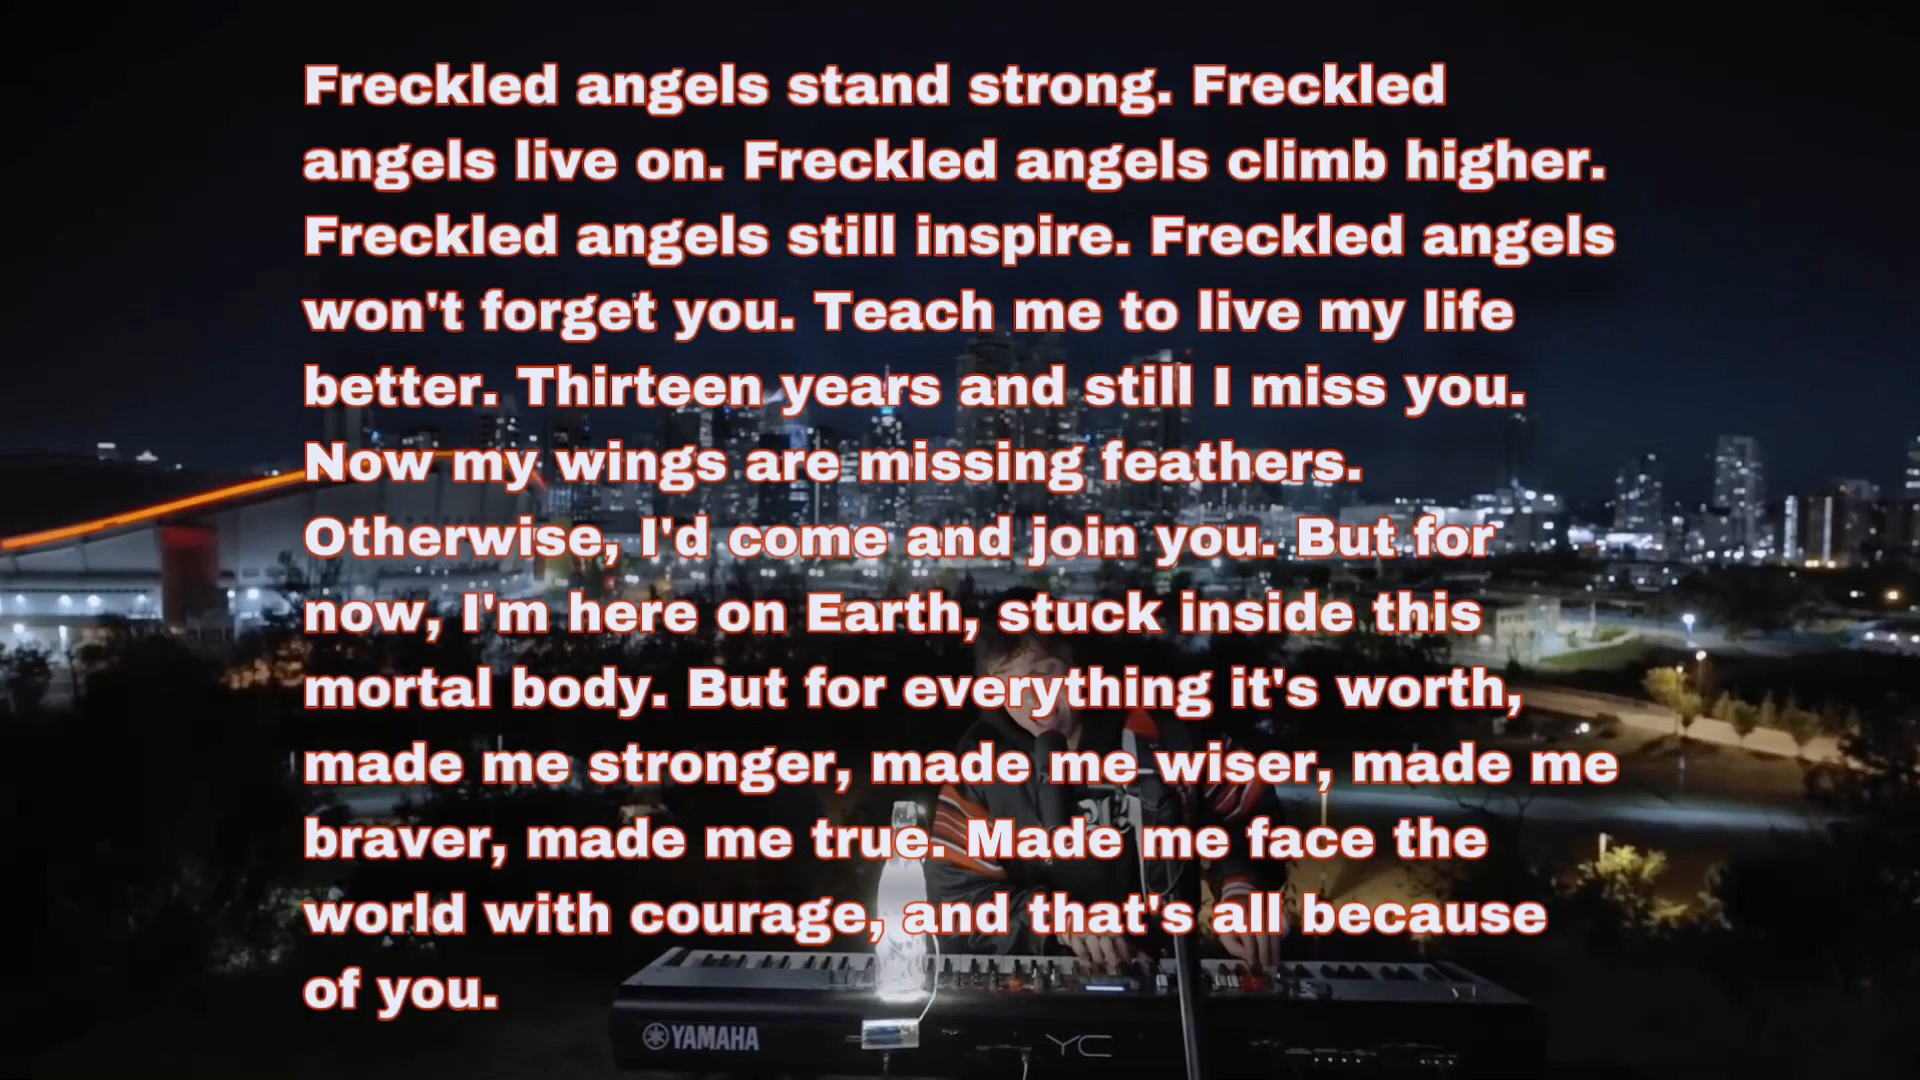 Freckled angels stand strong. Freckled
angels live on. Freckled angels climb higher.
Freckled angels still inspire. Freckled angels
won't forget you. Teach me to live my life
better. Thirteen years and still I miss you.
Now my wings are missing feathers.
Otherwise, I'd come and join you. But for
now, I'm here on Earth, stuck inside this
mortal body. But for everything it's worth,
made me stronger, made me wiser, made me
braver, made me true. Made me face the
world with courage, and that's all because
of you.
YAMAHA
YC